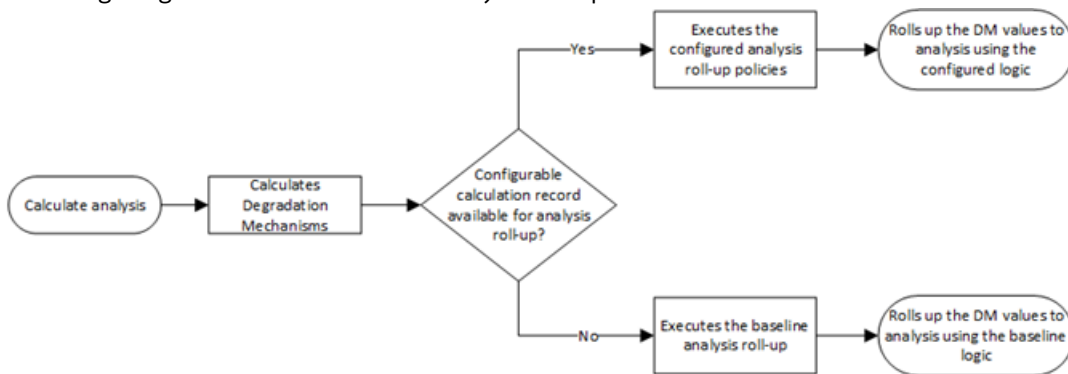 Calculate analysis
Calculates
Degradation
Mechanisms
Configurable
calculation record
available for analysis
roll-up?
Yes
Executes the
configured analysis
roll-up policies
Rolls up the DM values to
analysis using the
configured logic
No
Executes the baseline
analysis roll-up
Rolls up the DM values to
analysis using the baseline
logic